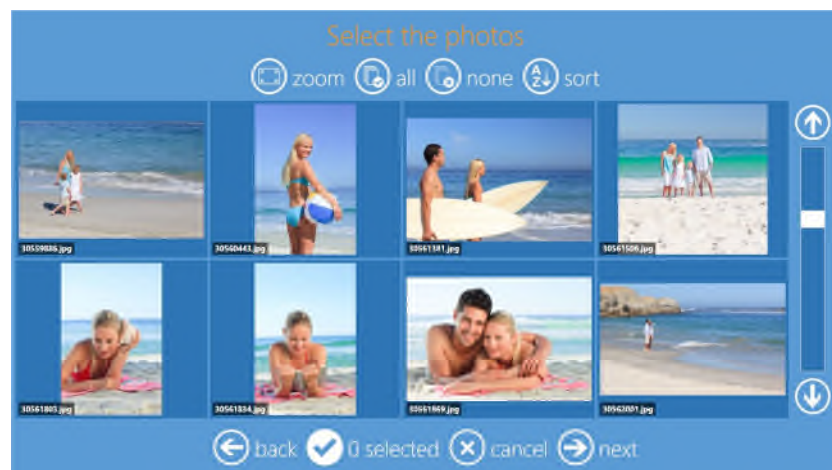 Select the photos
zoom all none sort
30559886.jpg 30560443.jpg 30561381.jpg 30561506.jpg
30561803.jpg 30561834.jpg 30561969.jpg 30562001.jpg
back 0 selected cancel next